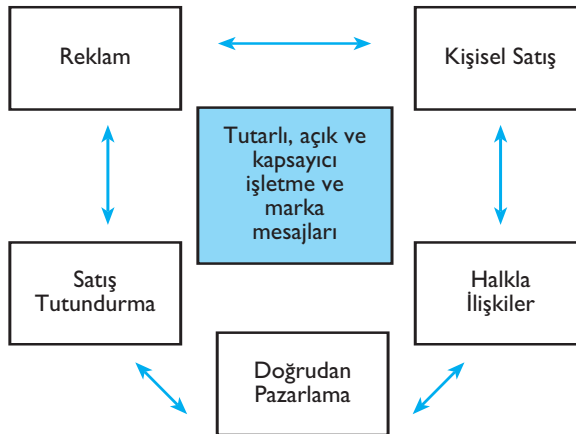 Reklam
Kişisel Satış
Tutarlı, açık ve
kapsayıcı
işletme ve
marka
mesajları
Satış
Tutundurma
Halkla
İlişkiler
Doğrudan
Pazarlama